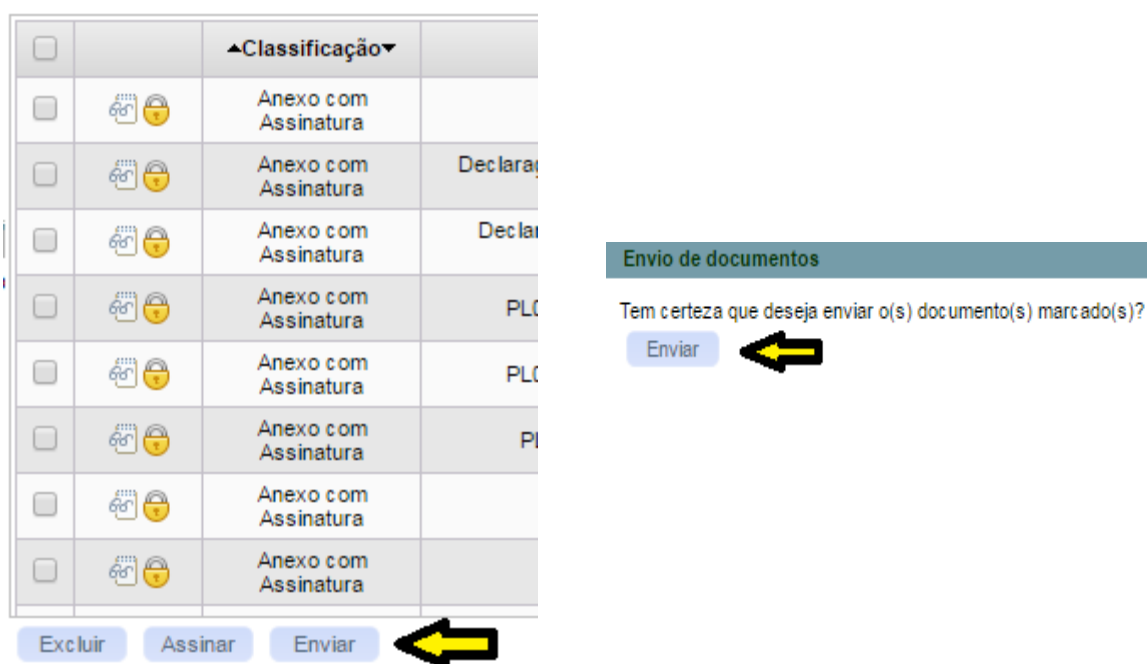 ▲Classificação▼
Anexo com
Assinatura
Anexo com
Assinatura
Anexo com
Assinatura
Anexo com
Assinatura
Anexo com
Assinatura
Anexo com
Assinatura
Anexo com
Assinatura
Anexo com
Assinatura
Excluir Assinar Enviar
Envio de documentos
Tem certeza que deseja enviar o(s) documento(s) marcado(s)?
Enviar